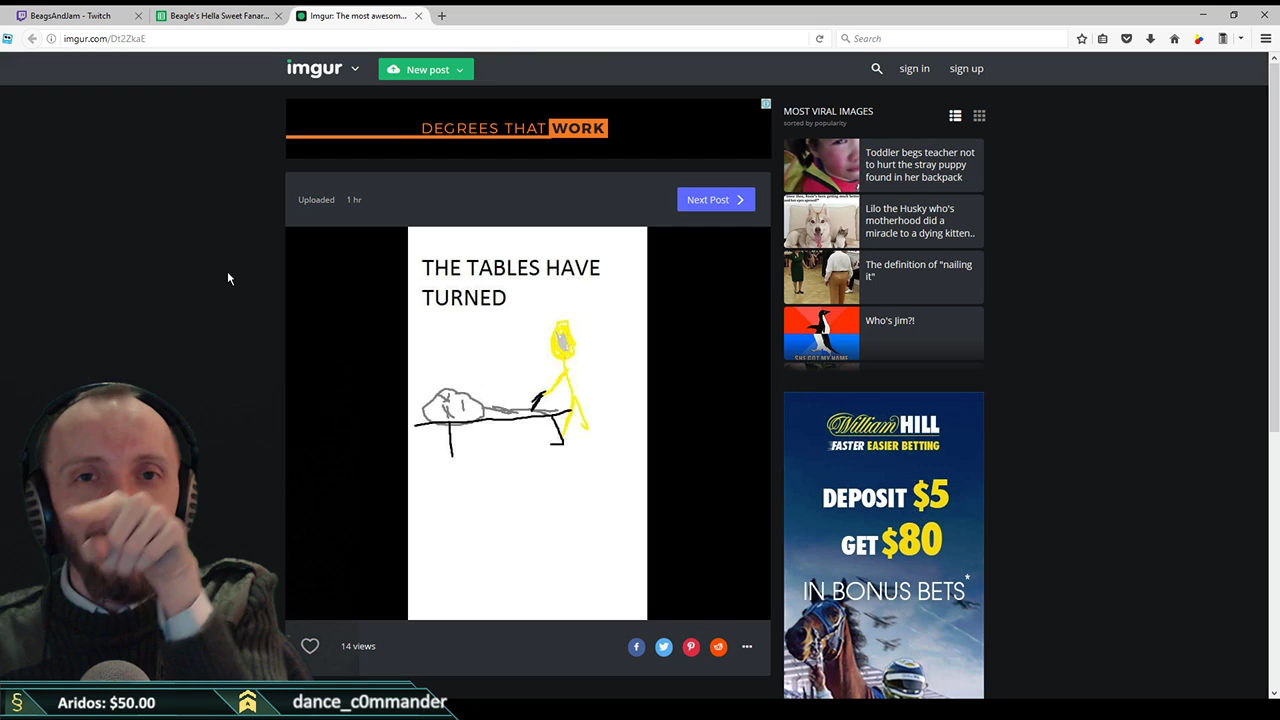 BeagsAndJam - Twitch
Beagle's Hella Sweet Fanar...
Imgur: The most awesom...
imgur.com/Dt2ZkaE
Search
imgur
New post
sign in
sign up
DEGREES THAT WORK
Uploaded 1 hr
Next Post
THE TABLES HAVE
TURNED
14 views
MOST VIRAL IMAGES
sorted by popularity
Toddler begs teacher not
to hurt the stray puppy
found in her backpack
Lilo the Husky who's
motherhood did a
miracle to a dying kitten..
The definition of "nailing
it"
Who's Jim?!
SHE GOT MY NAME
William HILL
FASTER EASIER BETTING
DEPOSIT $5
GET $80
IN BONUS BETS*
Aridos: $50.00
dance_c0mmander